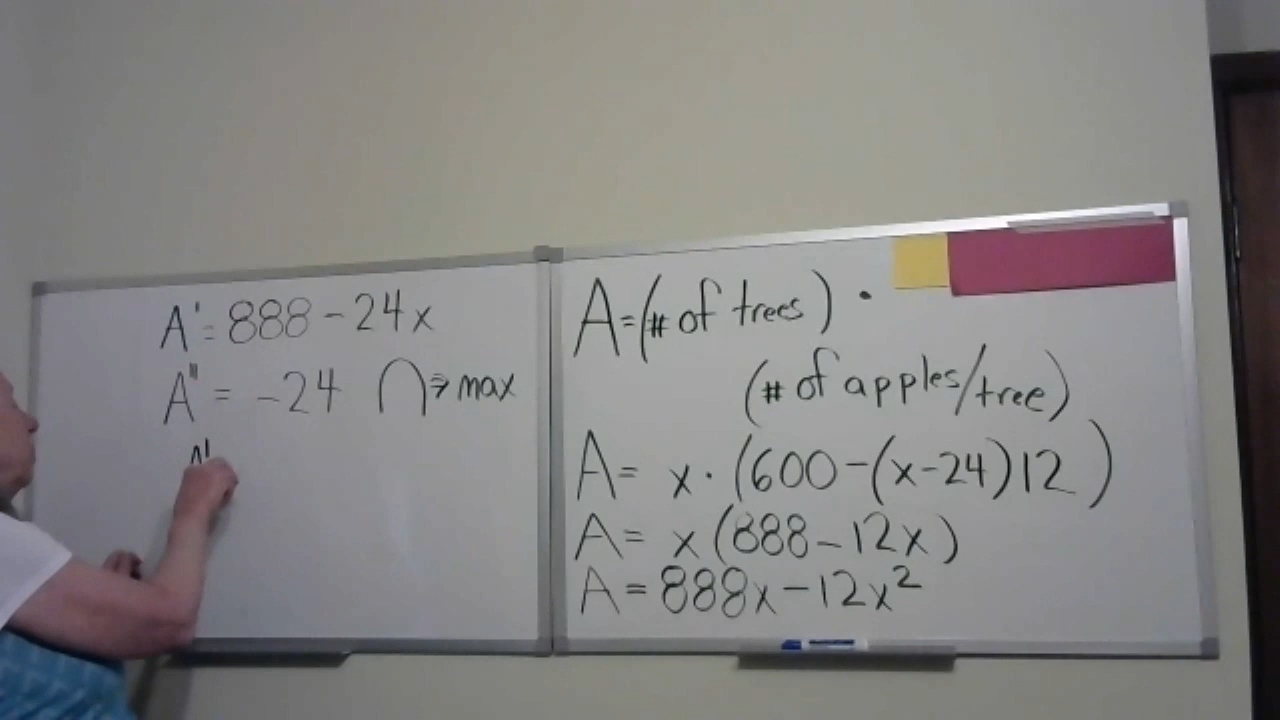 A' = 888 - 24x
A'' = -24 ∩ ⇒ max
A'
A = (# of trees) •
(# of apples/tree)
A = x · (600 - (x - 24)12)
A = x(888 - 12x)
A = 888x - 12x²